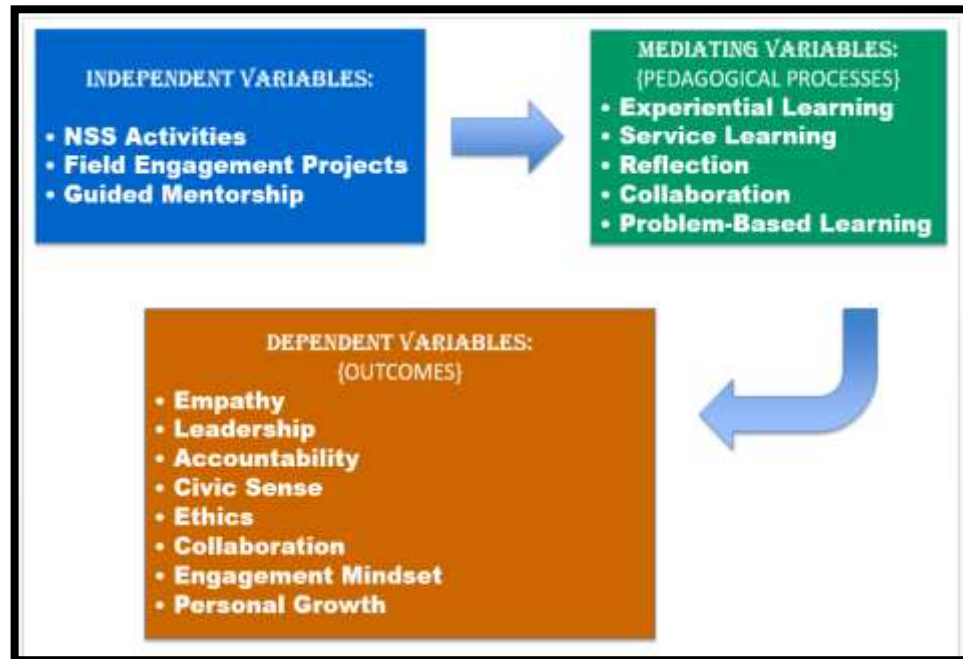 INDEPENDENT VARIABLES:
• NSS Activities
• Field Engagement Projects
• Guided Mentorship
MEDIATING VARIABLES:
{PEDAGOGICAL PROCESSES}
• Experiential Learning
• Service Learning
• Reflection
• Collaboration
• Problem-Based Learning
DEPENDENT VARIABLES:
{OUTCOMES}
• Empathy
• Leadership
• Accountability
• Civic Sense
• Ethics
• Collaboration
• Engagement Mindset
• Personal Growth